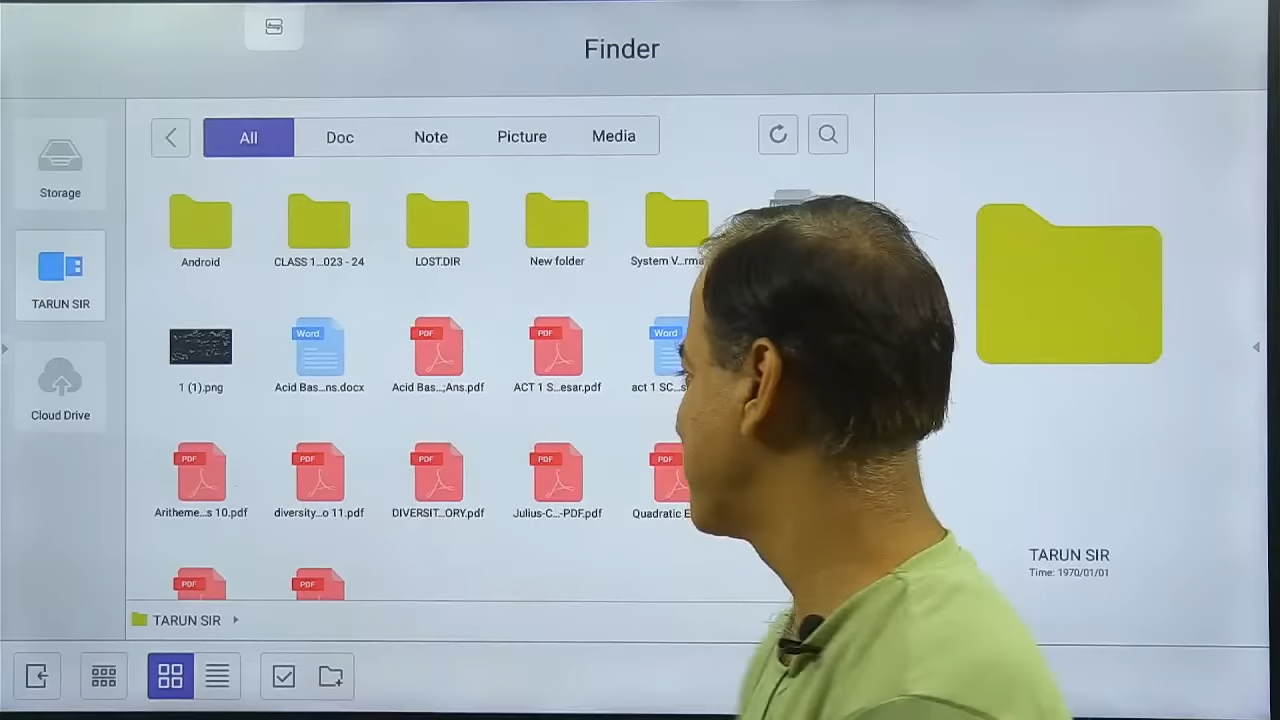 Finder
All Doc Note Picture Media
Storage
TARUN SIR
Cloud Drive
Android CLASS 1...023 - 24 LOST.DIR New folder System V...rma
Word PDF PDF Word
1 (1).png Acid Bas...ns.docx Acid Bas...;Ans.pdf ACT 1 S...esar.pdf act 1 SC...s
PDF PDF PDF PDF PDF
Aritheme...s 10.pdf diversity...o 11.pdf DIVERSIT...ORY.pdf Julius-C...-PDF.pdf Quadratic E
PDF PDF
TARUN SIR
TARUN SIR
Time: 1970/01/01